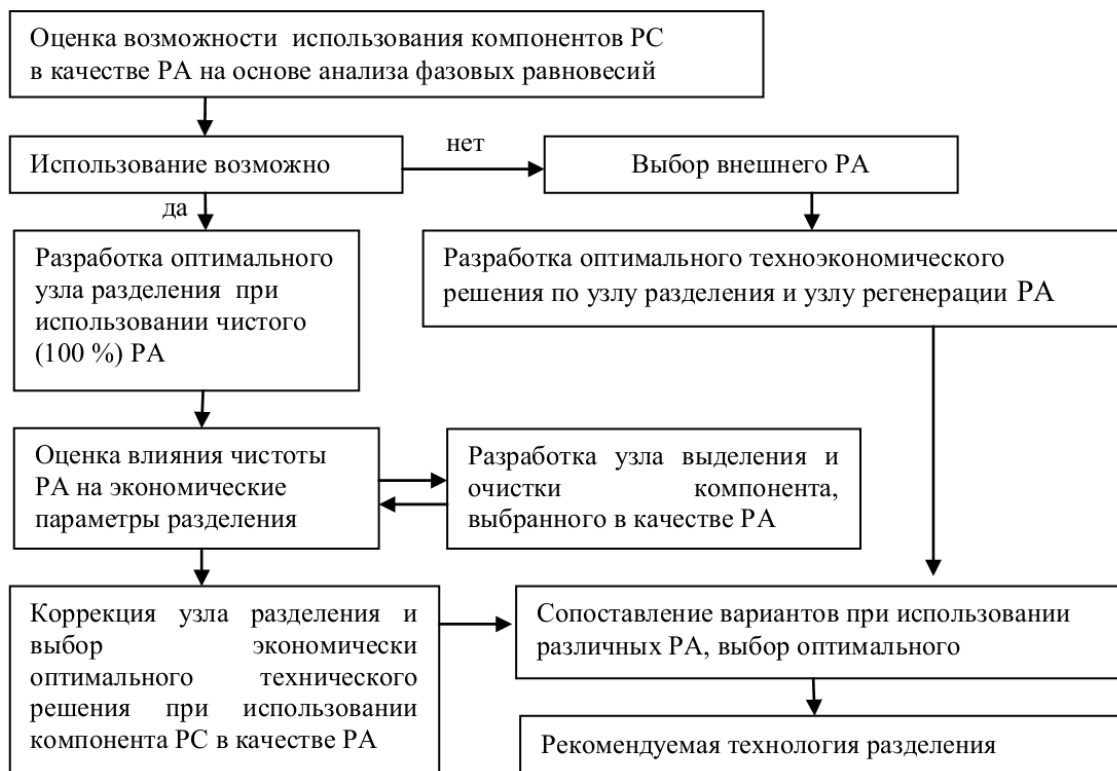 Оценка возможности использования компонентов РС
в качестве РА на основе анализа фазовых равновесий
Использование возможно
нет
Выбор внешнего РА
да
Разработка оптимального
узла разделения при
использовании чистого
(100 %) РА
Разработка оптимального техноэкономического
решения по узлу разделения и узлу регенерации РА
Оценка влияния чистоты
РА на экономические
параметры разделения
Разработка узла выделения и
очистки компонента,
выбранного в качестве РА
Коррекция узла разделения и
выбор экономически
оптимального технического
решения при использовании
компонента РС в качестве РА
Сопоставление вариантов при использовании
различных РА, выбор оптимального
Рекомендуемая технология разделения